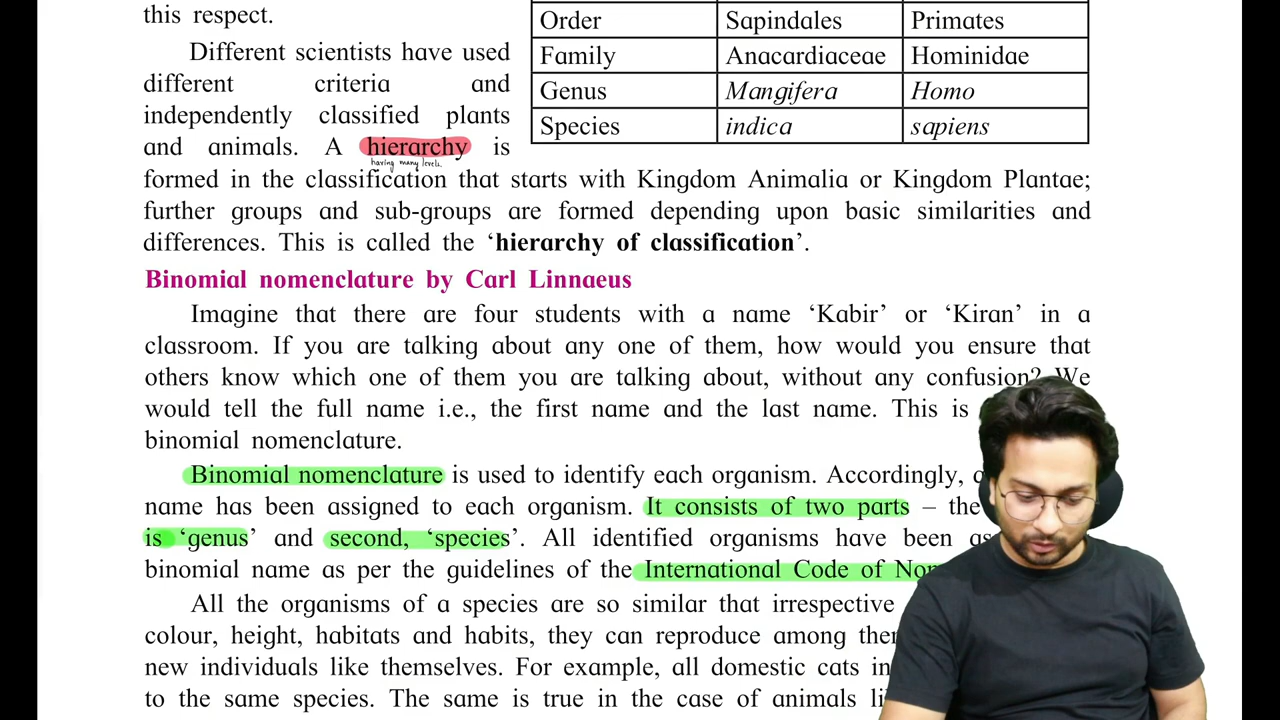 this respect.
Different scientists have used
different criteria and
independently classified plants
and animals. A hierarchy is
having many levels.
Order Sapindales Primates
Family Anacardiaceae Hominidae
Genus Mangifera Homo
Species indica sapiens
formed in the classification that starts with Kingdom Animalia or Kingdom Plantae;
further groups and sub-groups are formed depending upon basic similarities and
differences. This is called the ‘hierarchy of classification’.
Binomial nomenclature by Carl Linnaeus
Imagine that there are four students with a name ‘Kabir’ or ‘Kiran’ in a
classroom. If you are talking about any one of them, how would you ensure that
others know which one of them you are talking about, without any confusion? We
would tell the full name i.e., the first name and the last name. This is
binomial nomenclature.
Binomial nomenclature is used to identify each organism. Accordingly,
name has been assigned to each organism. It consists of two parts – the
is ‘genus’ and second, ‘species’. All identified organisms have been
binomial name as per the guidelines of the International Code of
All the organisms of a species are so similar that irrespective
colour, height, habitats and habits, they can reproduce among
new individuals like themselves. For example, all domestic cats
to the same species. The same is true in the case of animals